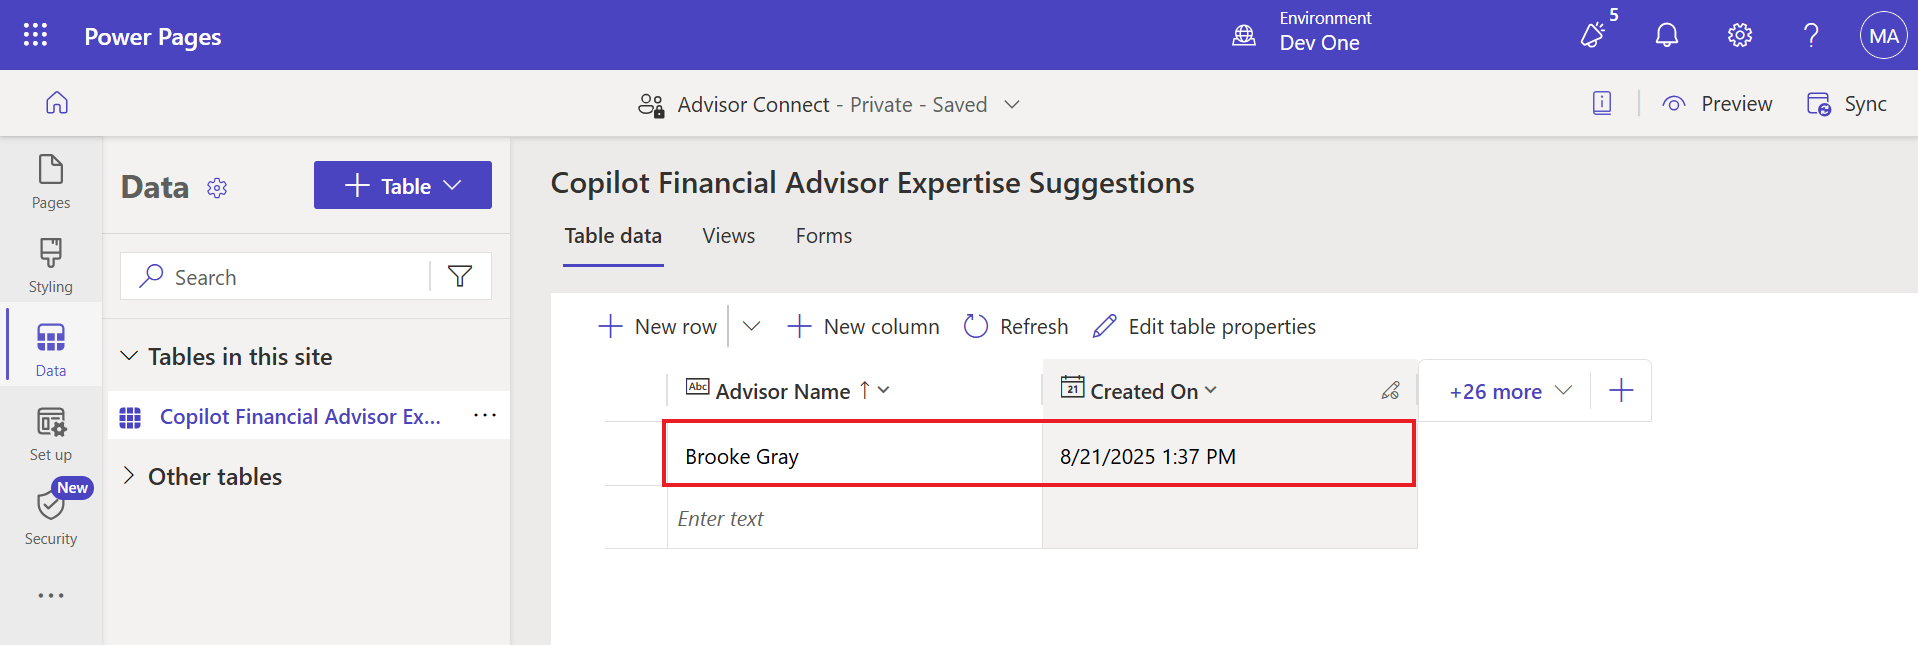 Power Pages
Environment
Dev One
5
MA
Advisor Connect - Private - Saved
Preview
Sync
Pages
Styling
Data
Set up
New
Security
Data
Table
Search
Tables in this site
Copilot Financial Advisor Ex...
Other tables
Copilot Financial Advisor Expertise Suggestions
Table data
Views
Forms
New row
New column
Refresh
Edit table properties
Abc Advisor Name
21 Created On
+26 more
Brooke Gray
8/21/2025 1:37 PM
Enter text